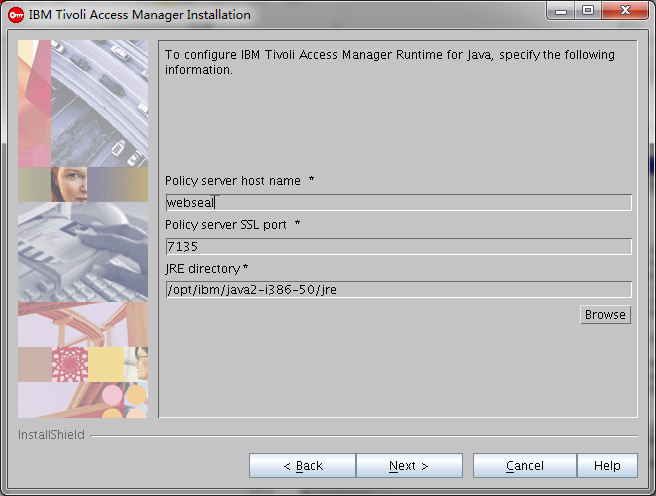 IBM Tivoli Access Manager Installation
To configure IBM Tivoli Access Manager Runtime for Java, specify the following
information.
Policy server host name *
webseal
Policy server SSL port *
7135
JRE directory *
/opt/ibm/java2-i386-50/jre
Browse
InstallShield
< Back
Next >
Cancel
Help